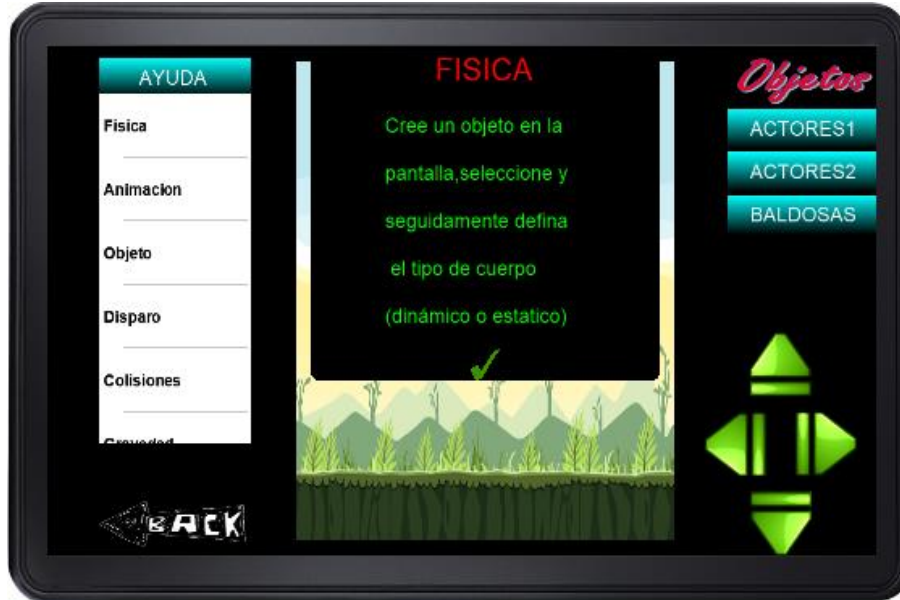 AYUDA
Fisica
Animacion
Objeto
Disparo
Colisiones
Gravedad
BACK
FISICA
Cree un objeto en la
pantalla,seleccione y
seguidamente defina
el tipo de cuerpo
(dinámico o estatico)
Objetos
ACTORES1
ACTORES2
BALDOSAS